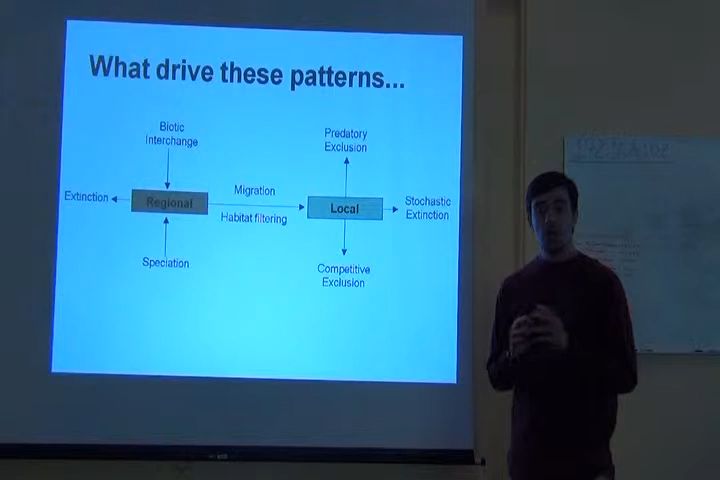 What drive these patterns...
Biotic
Interchange
Predatory
Exclusion
Extinction
Regional
Migration
Habitat filtering
Local
Stochastic
Extinction
Speciation
Competitive
Exclusion